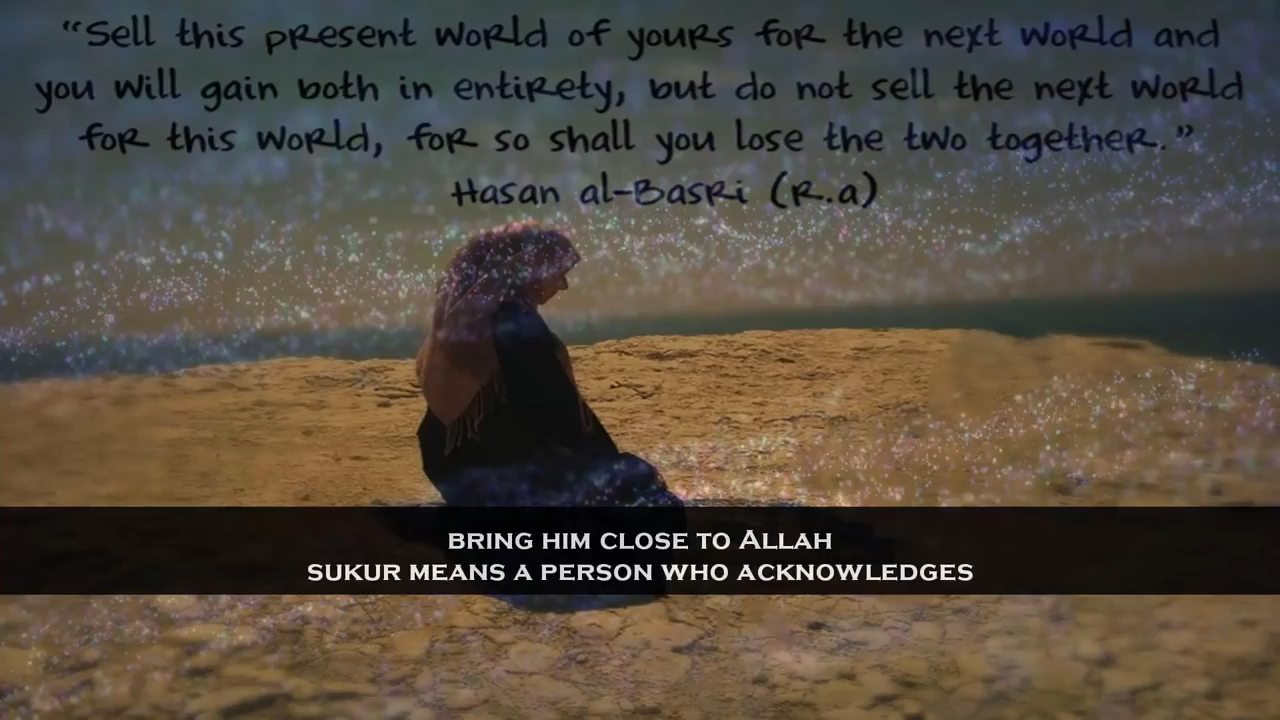 “Sell this present world of yours for the next world and
you will gain both in entirety, but do not sell the next world
for this world, for so shall you lose the two together.”
Hasan al-Basri (R.a)
BRING HIM CLOSE TO ALLAH
SUKUR MEANS A PERSON WHO ACKNOWLEDGES